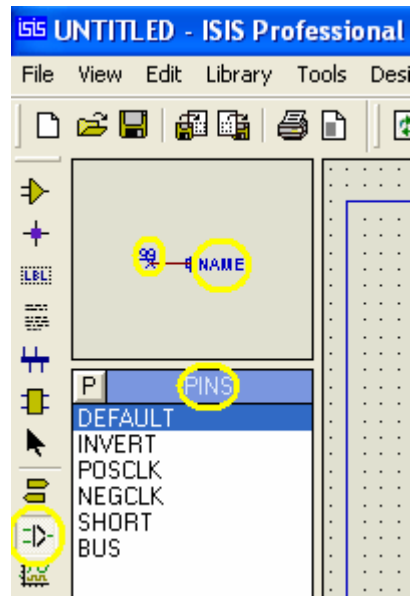 isis UNTITLED - ISIS Professional
File View Edit Library Tools Desi
LBL
99 NAME
P PINS
DEFAULT
INVERT
POSCLK
NEGCLK
SHORT
BUS